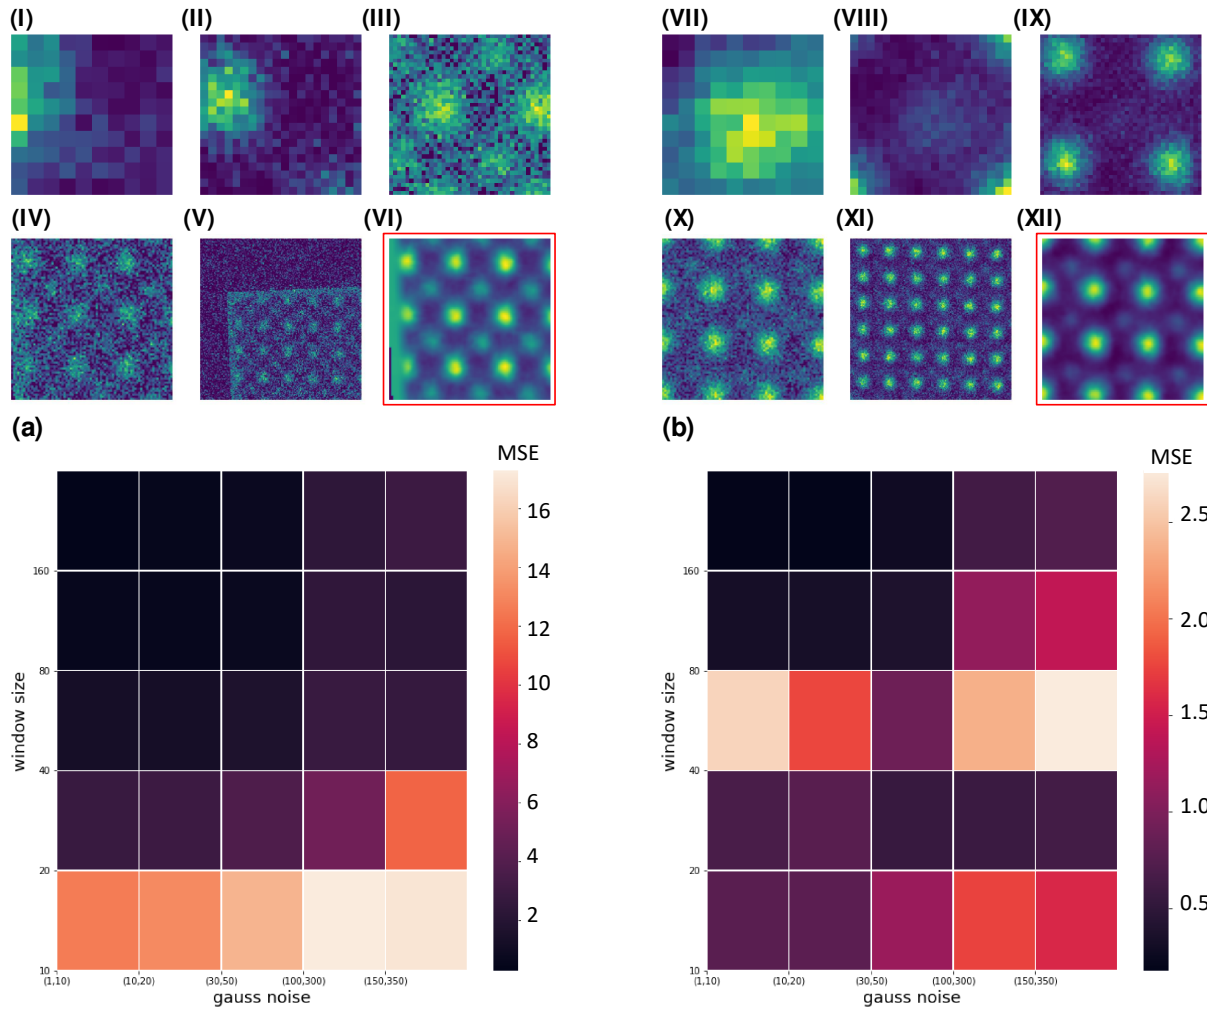 (I) (II) (III) (VII) (VIII) (IX)
(IV) (V) (VI) (X) (XI) (XII)
(a) (b)
MSE MSE
16
14
12
10
8
6
4
2
2.5
2.0
1.5
1.0
0.5
window size
160
80
40
20
10
(1,10) (10,20) (30,50) (100,300) (150,350)
gauss noise
window size
160
80
40
20
10
(1,10) (10,20) (30,50) (100,300) (150,350)
gauss noise